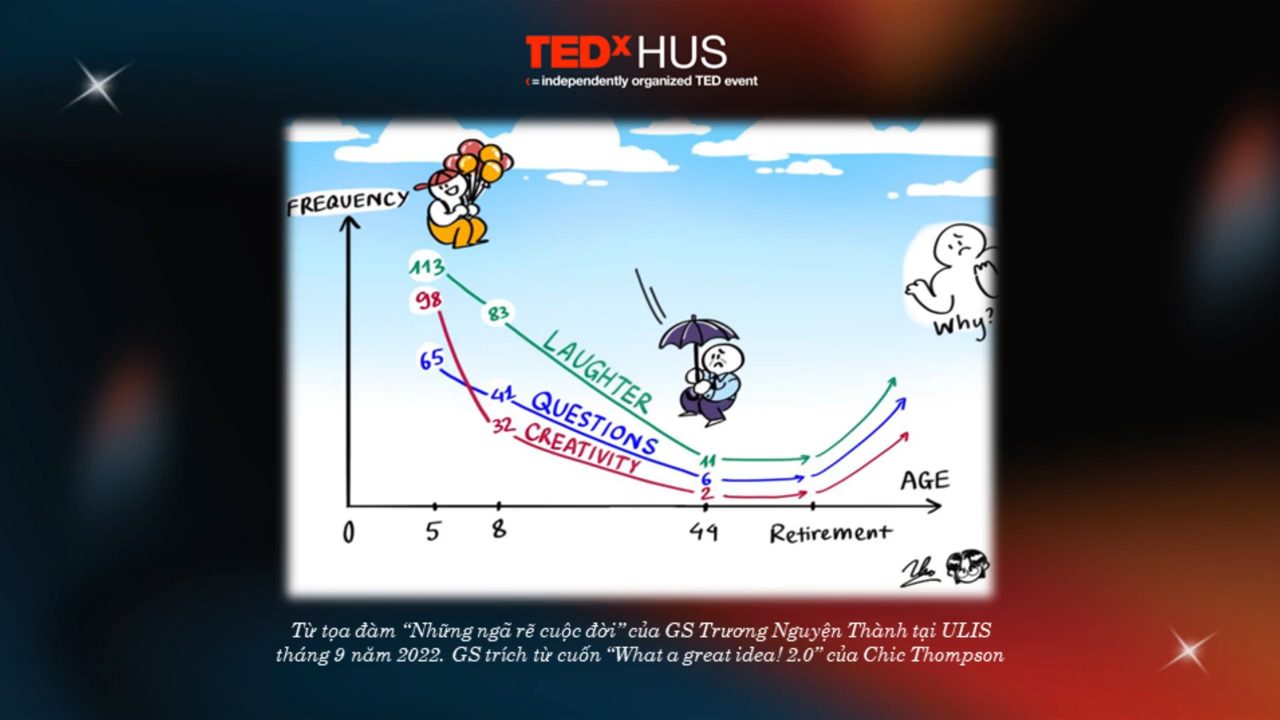 TEDxHUS
x = independently organized TED event
FREQUENCY
113
98
83
65
41
32
LAUGHTER
QUESTIONS
CREATIVITY
11
6
2
Why?
AGE
0 5 8 44 Retirement
Từ tọa đàm “Những ngã rẽ cuộc đời” của GS Trương Nguyện Thành tại ULIS
tháng 9 năm 2022. GS trích từ cuốn “What a great idea! 2.0” của Chic Thompson